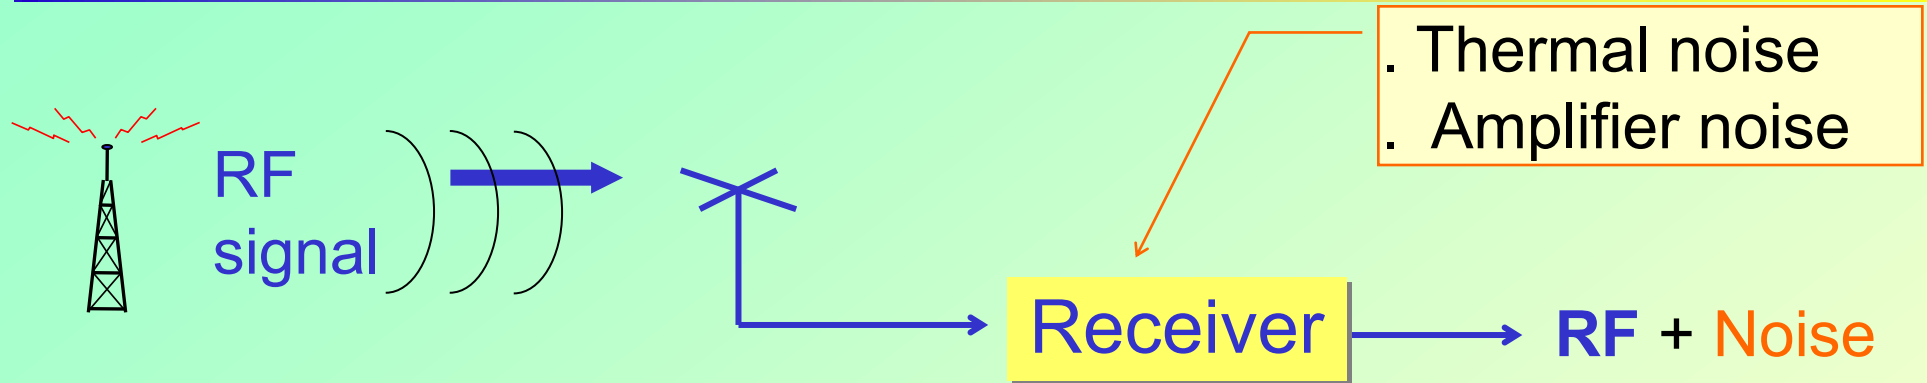 . Thermal noise
. Amplifier noise
RF
signal
Receiver
RF + Noise